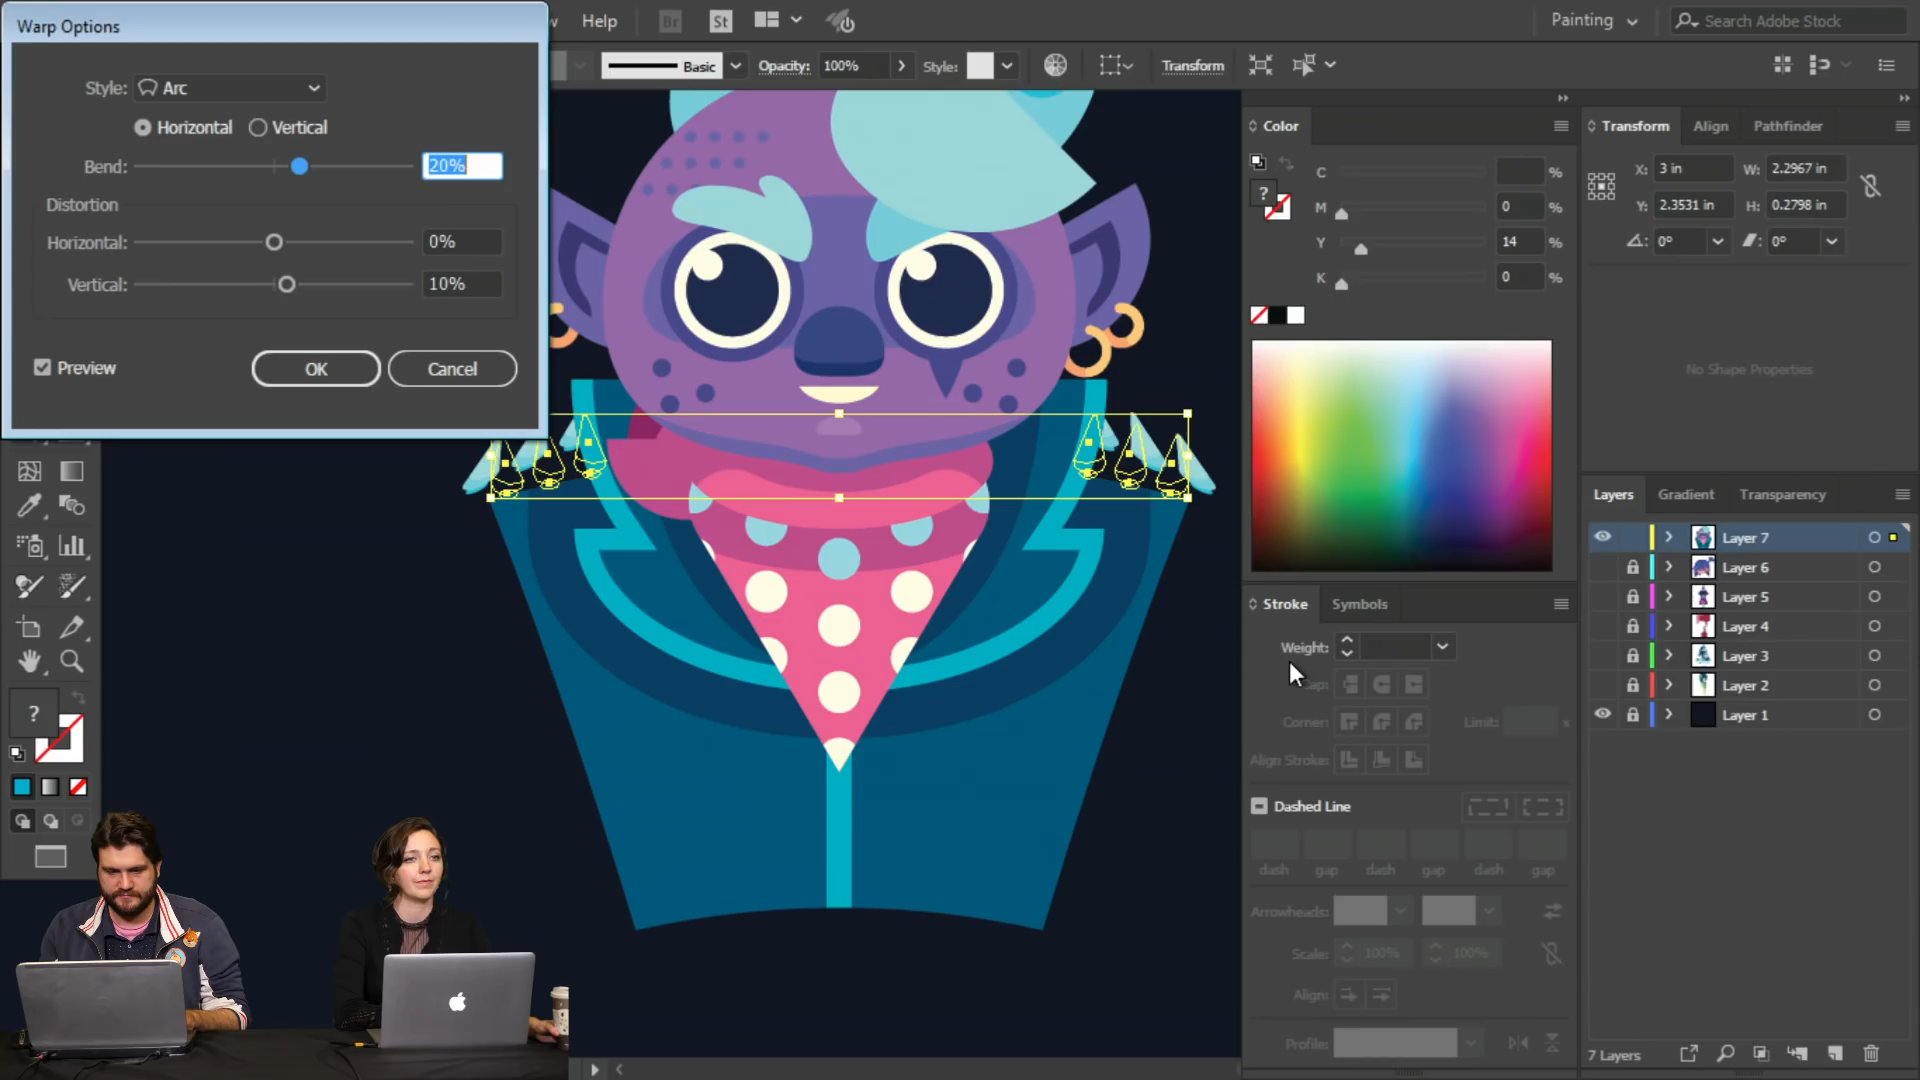 Warp Options
Help
Br
St
Painting
Search Adobe Stock
Style: Arc
Horizontal Vertical
Bend: 20%
Distortion
Horizontal: 0%
Vertical: 10%
Preview
OK
Cancel
Basic
Opacity: 100%
Style:
Transform
Color
C %
M 0 %
Y 14 %
K 0 %
?
Transform Align Pathfinder
X: 3 in W: 2.2967 in
Y: 2.3531 in H: 0.2798 in
0° 0°
No Shape Properties
Stroke Symbols
Weight:
Cap:
Corner: Limit: x
Align Stroke:
Dashed Line
dash gap dash gap dash gap
Arrowheads:
Scale: 100% 100%
Align:
Profile:
Layers Gradient Transparency
Layer 7
Layer 6
Layer 5
Layer 4
Layer 3
Layer 2
Layer 1
7 Layers
?